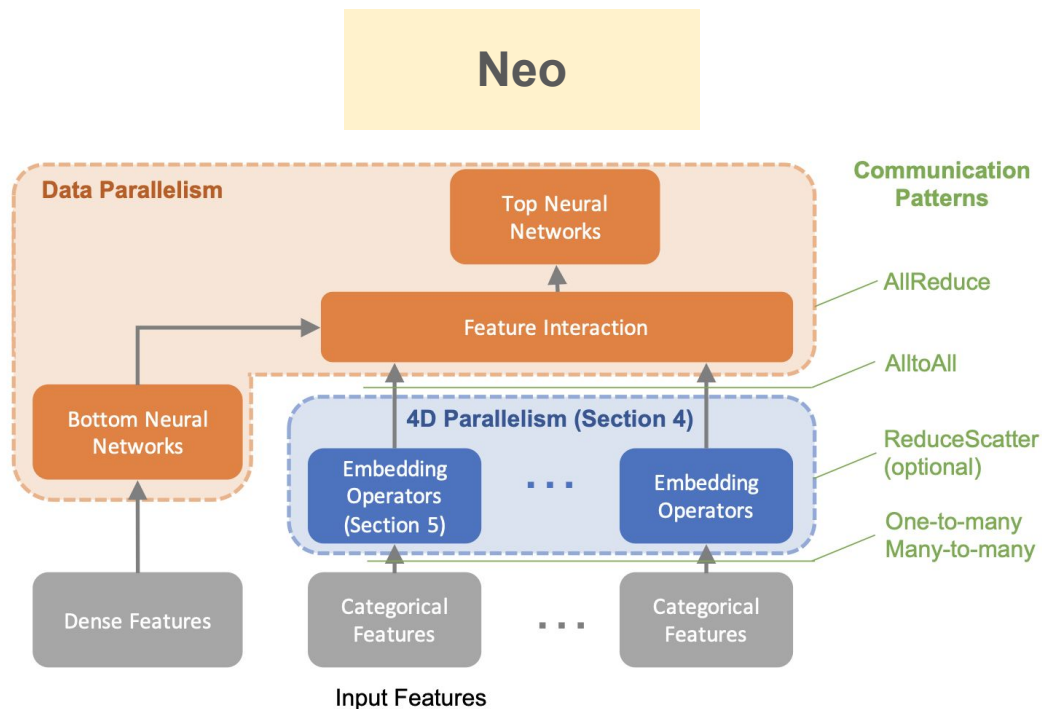 Neo
Data Parallelism
Communication
Patterns
Top Neural
Networks
AllReduce
Feature Interaction
AlltoAll
Bottom Neural
Networks
4D Parallelism (Section 4)
ReduceScatter
(optional)
Embedding
Operators
(Section 5)
...
Embedding
Operators
One-to-many
Many-to-many
Dense Features
Categorical
Features
...
Categorical
Features
Input Features